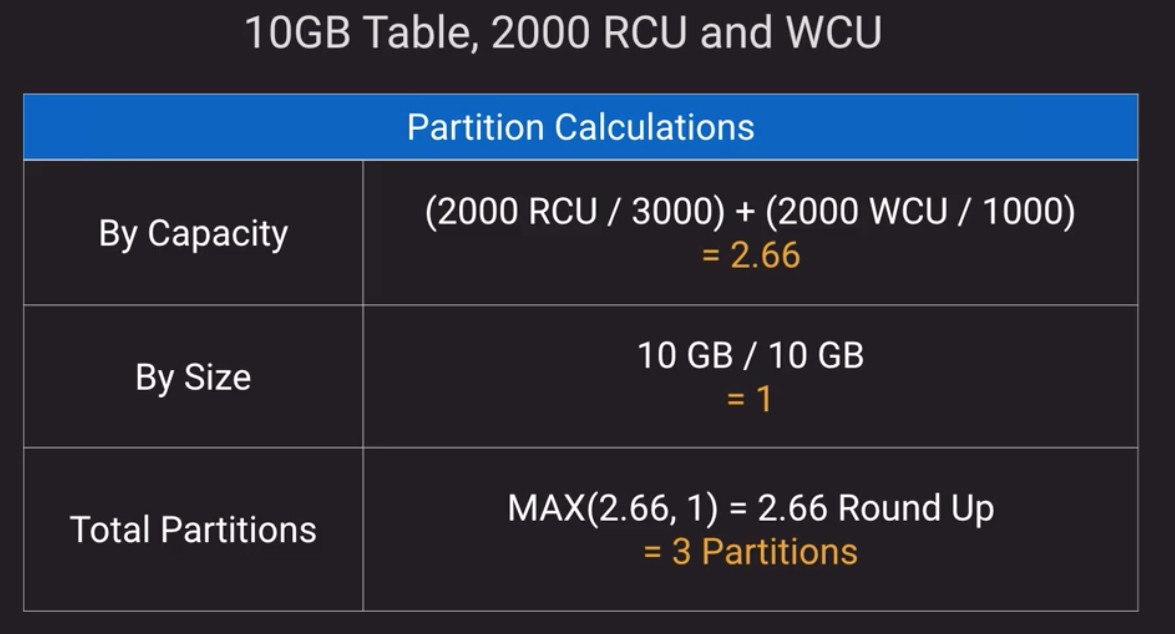 10GB Table, 2000 RCU and WCU
Partition Calculations
By Capacity
(2000 RCU / 3000) + (2000 WCU / 1000)
= 2.66
By Size
10 GB / 10 GB
= 1
Total Partitions
MAX(2.66, 1) = 2.66 Round Up
= 3 Partitions